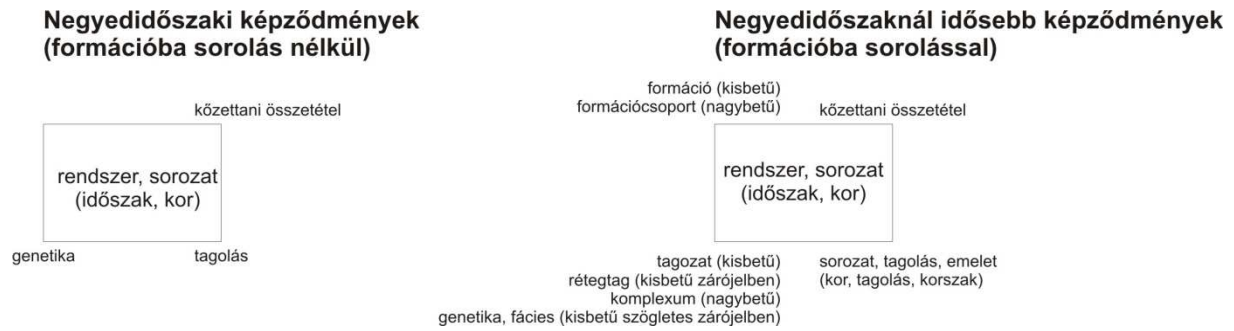 Negyedidőszaki képződmények
(formációba sorolás nélkül)
kőzettani összetétel
rendszer, sorozat
(időszak, kor)
genetika
tagolás
Negyedidőszaknál idősebb képződmények
(formációba sorolással)
formáció (kisbetű)
formációcsoport (nagybetű)
kőzettani összetétel
rendszer, sorozat
(időszak, kor)
tagozat (kisbetű)
rétegtag (kisbetű zárójelben)
komplexum (nagybetű)
genetika, fácies (kisbetű szögletes zárójelben)
sorozat, tagolás, emelet
(kor, tagolás, korszak)